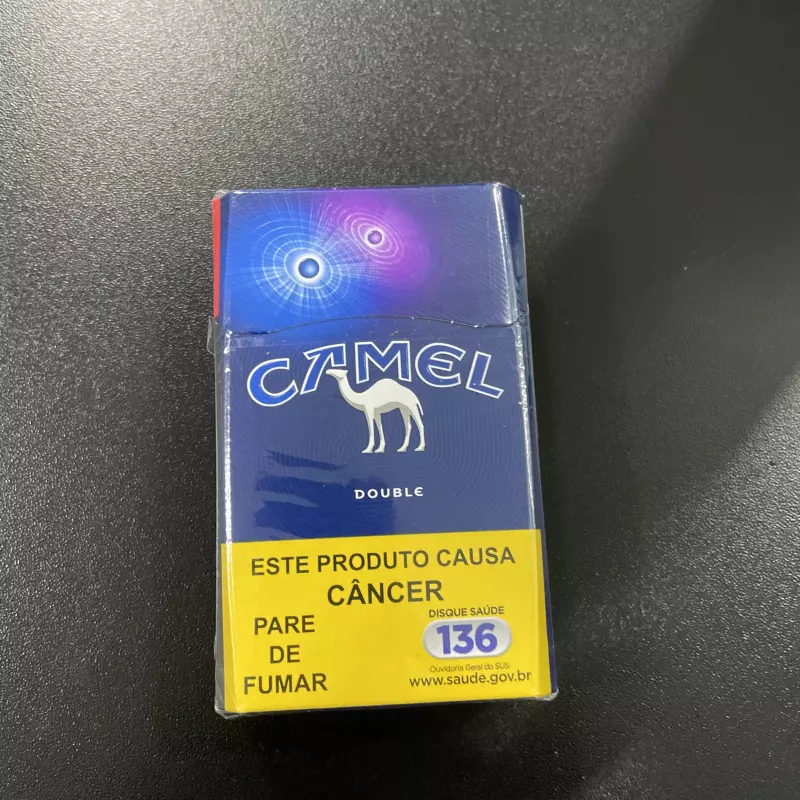 CAMEL
DOUBLE
ESTE PRODUTO CAUSA
CÂNCER
PARE
DE
FUMAR
DISQUE SAÚDE
136
Ouvidoria Geral do SUS
www.saude.gov.br